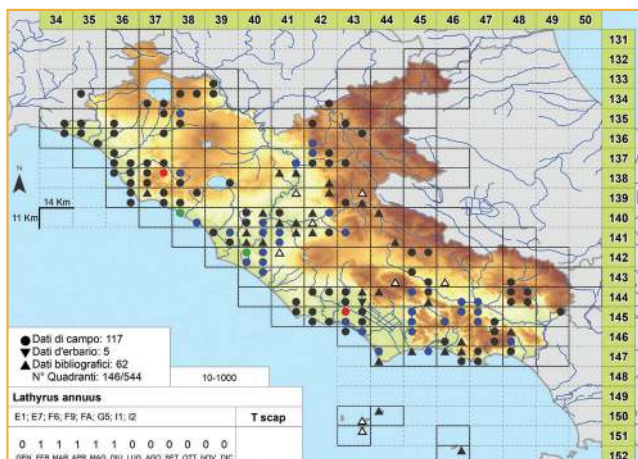 34 35 36 37 38 39 40 41 42 43 44 45 46 47 48 49 50
131
132
133
134
135
136
137
138
139
140
141
142
143
144
145
146
147
148
149
150
151
152
N
14 Km
11 Km
Dati di campo: 117
Dati d'erbario: 5
Dati bibliografici: 62
N° Quadranti: 146/544
10-1000
Lathyrus annuus
E1; E7; F6; F9; FA; G5; I1; I2
T scap
0 1 1 1 1 1 0 0 0 0 0 0
GEN FEB MAR APR MAG GIU LUG AGO SET OTT NOV DIC